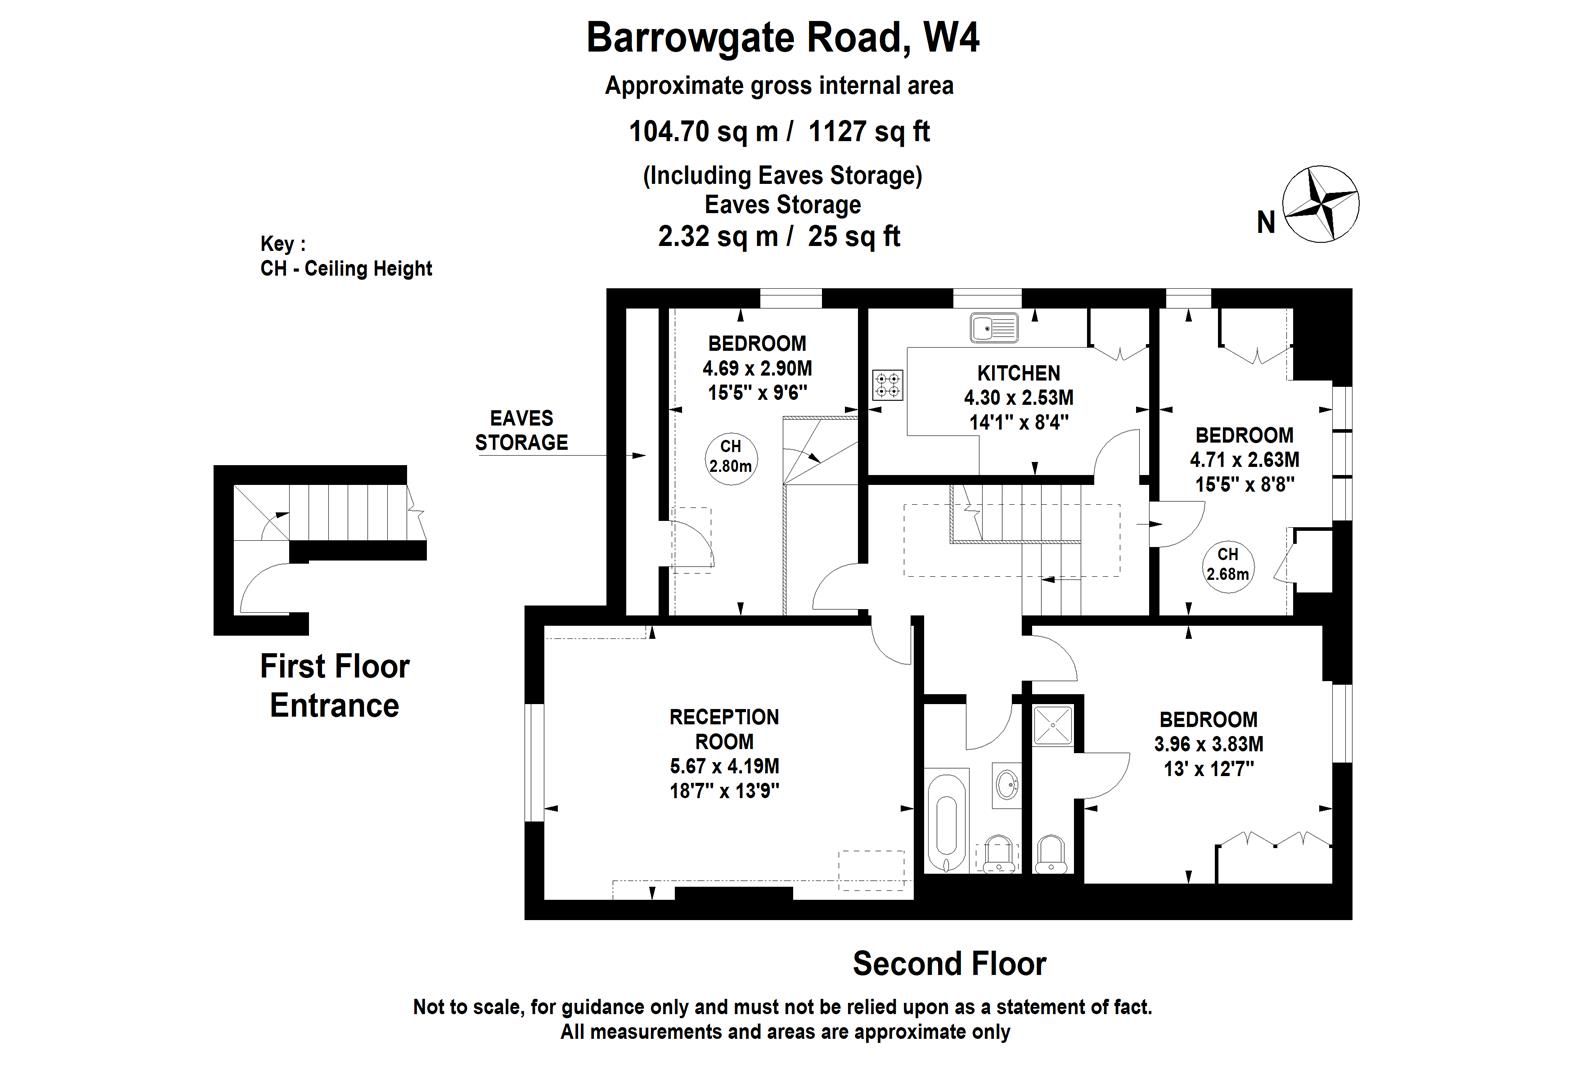 Barrowgate Road, W4
Approximate gross internal area
104.70 sq m / 1127 sq ft
(Including Eaves Storage)
Eaves Storage
2.32 sq m / 25 sq ft
N
Key :
CH - Ceiling Height
BEDROOM
4.69 x 2.90M
15'5" x 9'6"
CH
2.80m
KITCHEN
4.30 x 2.53M
14'1" x 8'4"
BEDROOM
4.71 x 2.63M
15'5" x 8'8"
CH
2.68m
EAVES
STORAGE
First Floor
Entrance
RECEPTION
ROOM
5.67 x 4.19M
18'7" x 13'9"
BEDROOM
3.96 x 3.83M
13' x 12'7"
Second Floor
Not to scale, for guidance only and must not be relied upon as a statement of fact.
All measurements and areas are approximate only